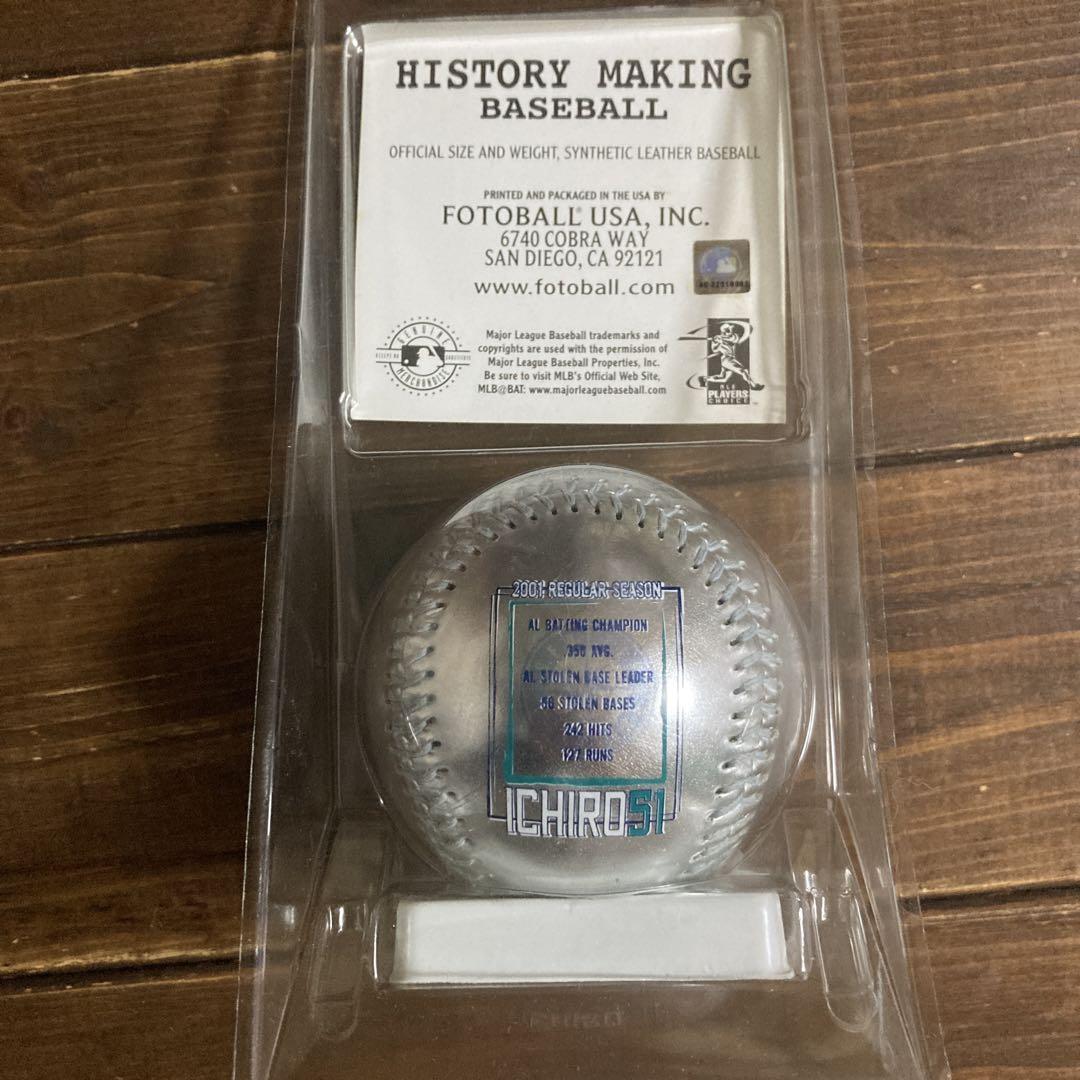 HISTORY MAKING
BASEBALL
OFFICIAL SIZE AND WEIGHT, SYNTHETIC LEATHER BASEBALL
PRINTED AND PACKAGED IN THE USA BY
FOTOBALL® USA, INC.
6740 COBRA WAY
SAN DIEGO, CA 92121
www.fotoball.com
GENUINE
MERCHANDISE
Major League Baseball trademarks and
copyrights are used with the permission of
Major League Baseball Properties, Inc.
Be sure to visit MLB's Official Web Site,
MLB@BAT: www.majorleaguebaseball.com
PLAYERS
CHOICE
2001 REGULAR SEASON
AL BATTING CHAMPION
.350 AVG.
AL STOLEN BASE LEADER
56 STOLEN BASES
242 HITS
127 RUNS
ICHIRO51